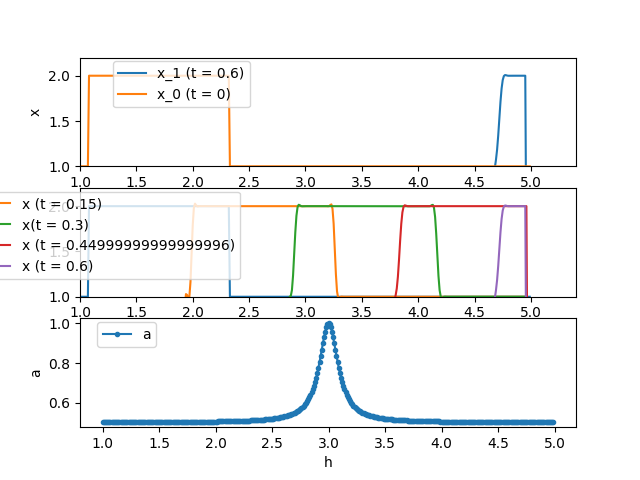 2.0
1.5
1.0
x
x_1 (t = 0.6)
x_0 (t = 0)
1.0 1.5 2.0 2.5 3.0 3.5 4.0 4.5 5.0
2.0
1.5
1.0
x (t = 0.15)
x(t = 0.3)
x (t = 0.44999999999999996)
x (t = 0.6)
1.0 1.5 2.0 2.5 3.0 3.5 4.0 4.5 5.0
1.0
0.8
0.6
a
a
1.0 1.5 2.0 2.5 3.0 3.5 4.0 4.5 5.0
h